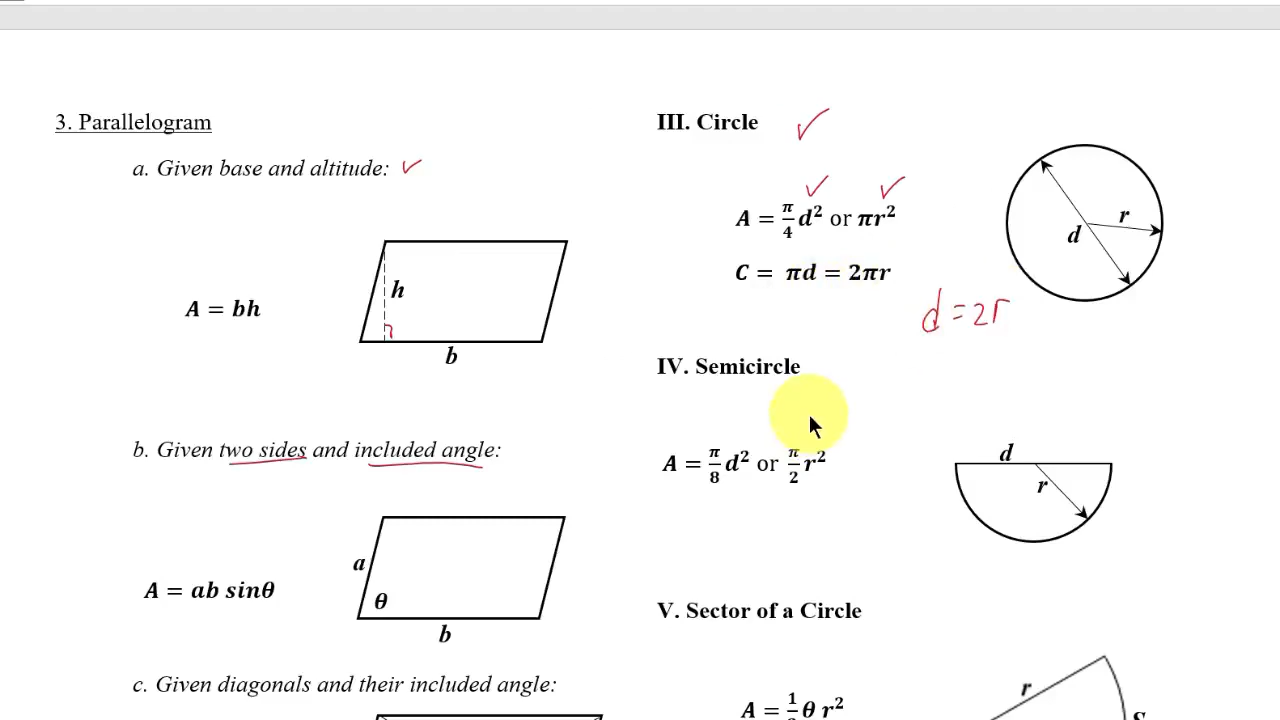 3. Parallelogram
a. Given base and altitude: ✓
h
A = bh
b
b. Given two sides and included angle:
a
A = ab sinθ
θ
b
c. Given diagonals and their included angle:
III. Circle ✓
✓ ✓
A = π/4 d² or πr²
r
d
C = πd = 2πr
d = 2r
IV. Semicircle
d
A = π/8 d² or π/2 r²
r
V. Sector of a Circle
r